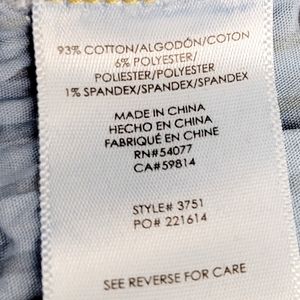 93% COTTON/ALGODÓN/COTON
6% POLYESTER/
POLIESTER/POLYESTER
1% SPANDEX/SPANDEX/SPANDEX
MADE IN CHINA
HECHO EN CHINA
FABRIQUÉ EN CHINE
RN#54077
CA#59814
STYLE# 3751
PO# 221614
SEE REVERSE FOR CARE